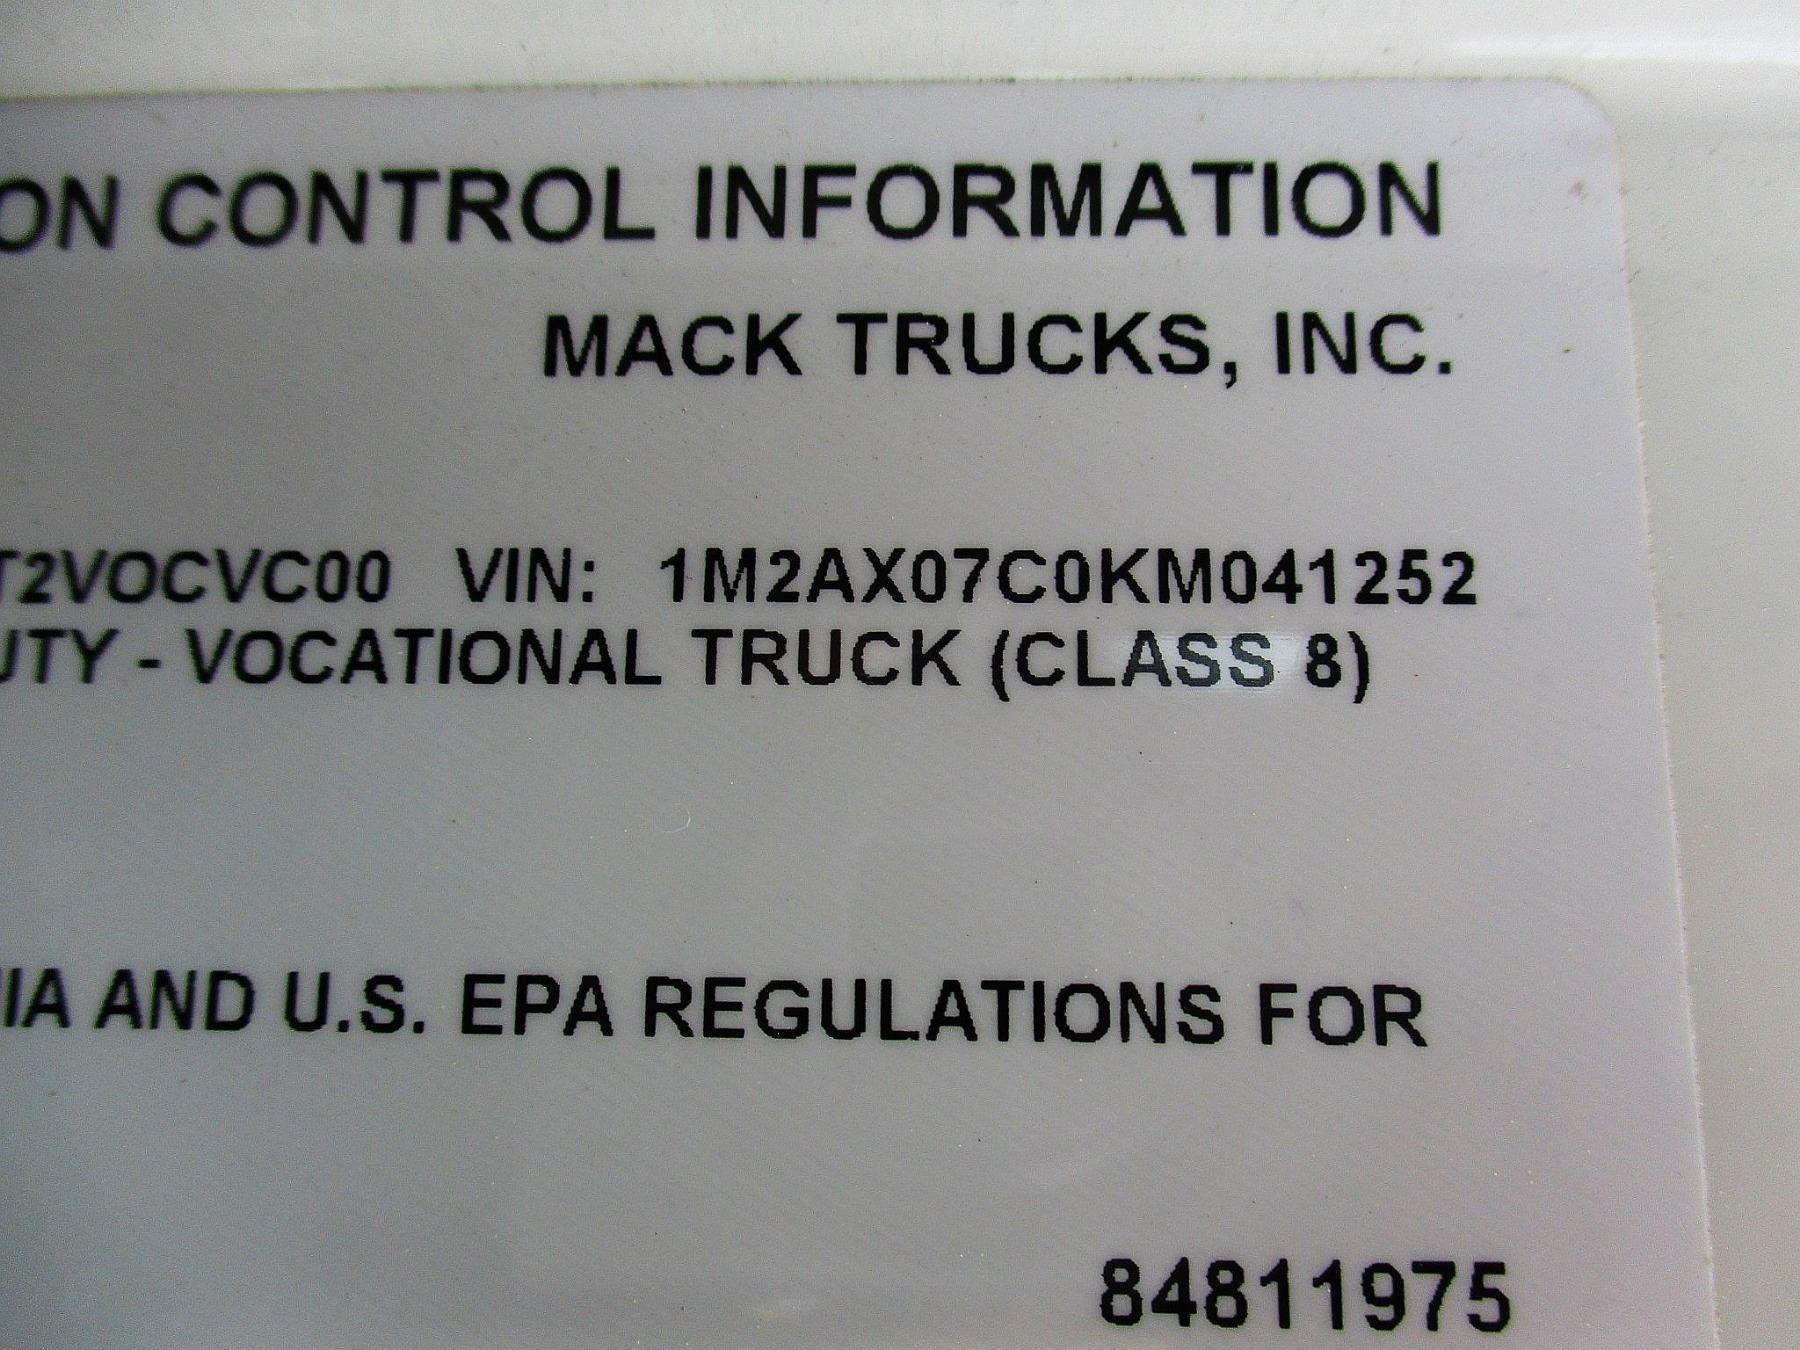 ON CONTROL INFORMATION
MACK TRUCKS, INC.
T2VOCVC00 VIN: 1M2AX07C0KM041252
UTY - VOCATIONAL TRUCK (CLASS 8)
IA AND U.S. EPA REGULATIONS FOR
84811975